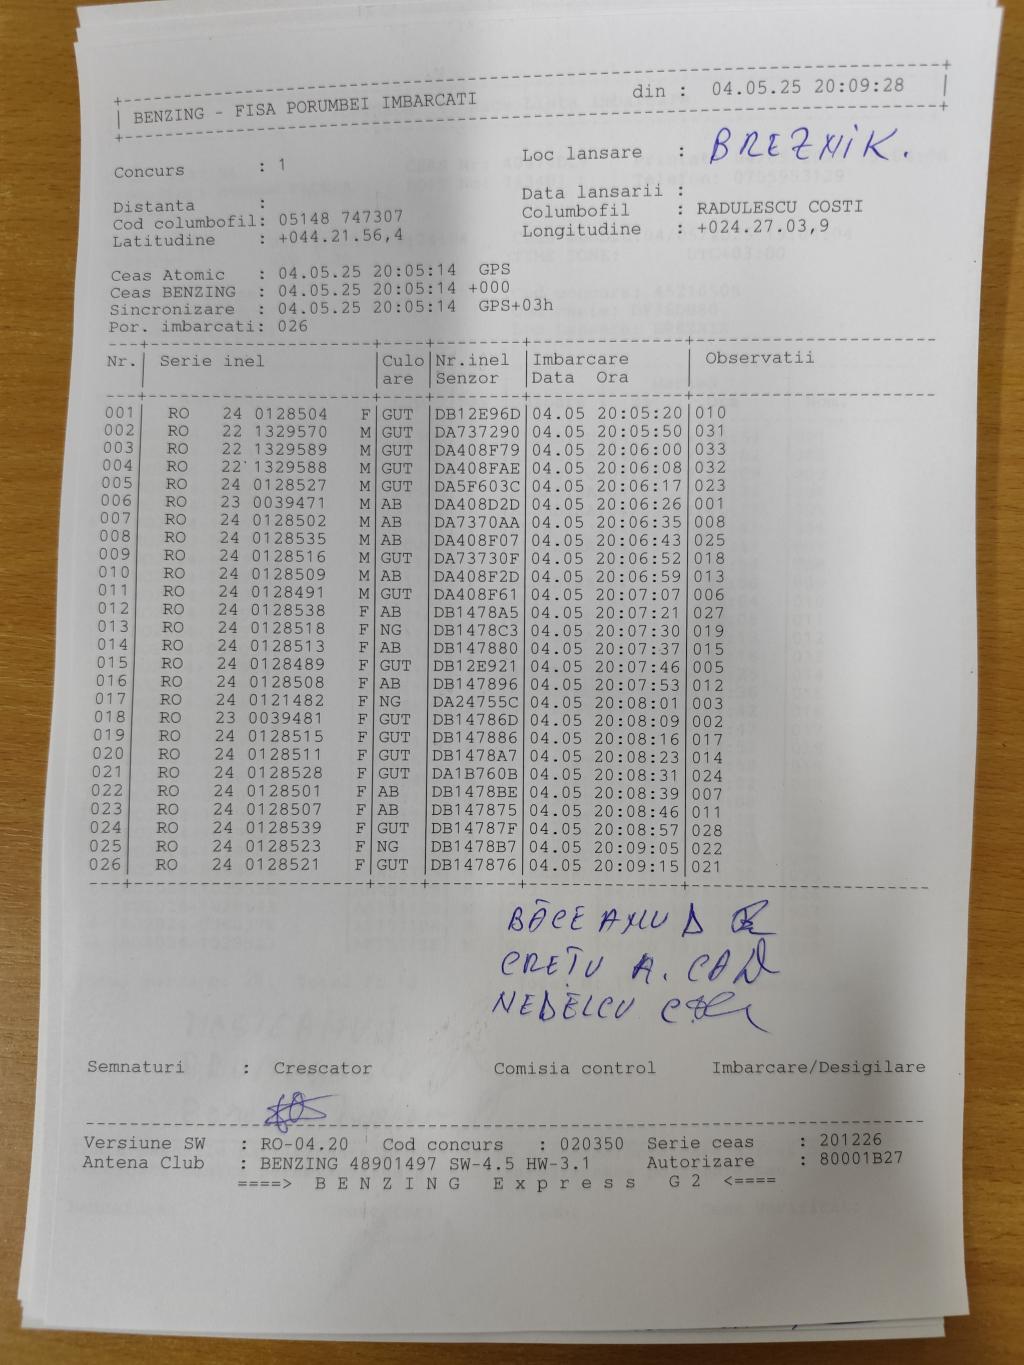 BENZING - FISA PORUMBEI IMBARCATI din : 04.05.25 20:09:28
Concurs : 1 Loc lansare : BREZNIK.
Data lansarii :
Distanta :
Cod columbofil: 05148 747307 Columbofil : RADULESCU COSTI
Latitudine : +044.21.56,4 Longitudine : +024.27.03,9
Ceas Atomic : 04.05.25 20:05:14 GPS
Ceas BENZING : 04.05.25 20:05:14 +000
Sincronizare : 04.05.25 20:05:14 GPS+03h
Por. imbarcati: 026
Nr. Serie inel Culo Nr.inel Imbarcare Observatii
are Senzor Data Ora
001 RO 24 0128504 F GUT DB12E96D 04.05 20:05:20 010
002 RO 22 1329570 M GUT DA737290 04.05 20:05:50 031
003 RO 22 1329589 M GUT DA408F79 04.05 20:06:00 033
004 RO 22 1329588 M GUT DA408FAE 04.05 20:06:08 032
005 RO 24 0128527 M GUT DA5F603C 04.05 20:06:17 023
006 RO 23 0039471 M AB DA408D2D 04.05 20:06:26 001
007 RO 24 0128502 M AB DA7370AA 04.05 20:06:35 008
008 RO 24 0128535 M AB DA408F07 04.05 20:06:43 025
009 RO 24 0128516 M GUT DA73730F 04.05 20:06:52 018
010 RO 24 0128509 M AB DA408F2D 04.05 20:06:59 013
011 RO 24 0128491 M GUT DA408F61 04.05 20:07:07 006
012 RO 24 0128538 F AB DB1478A5 04.05 20:07:21 027
013 RO 24 0128518 F NG DB1478C3 04.05 20:07:30 019
014 RO 24 0128513 F AB DB147880 04.05 20:07:37 015
015 RO 24 0128489 F GUT DB12E921 04.05 20:07:46 005
016 RO 24 0128508 F AB DB147896 04.05 20:07:53 012
017 RO 24 0121482 F NG DA24755C 04.05 20:08:01 003
018 RO 23 0039481 F GUT DB14786D 04.05 20:08:09 002
019 RO 24 0128515 F GUT DB147886 04.05 20:08:16 017
020 RO 24 0128511 F GUT DB1478A7 04.05 20:08:23 014
021 RO 24 0128528 F GUT DA1B760B 04.05 20:08:31 024
022 RO 24 0128501 F AB DB1478BE 04.05 20:08:39 007
023 RO 24 0128507 F AB DB147875 04.05 20:08:46 011
024 RO 24 0128539 F GUT DB14787F 04.05 20:08:57 028
025 RO 24 0128523 F NG DB1478B7 04.05 20:09:05 022
026 RO 24 0128521 F GUT DB147876 04.05 20:09:15 021
BĂCEANU D
CREȚU A.
NEDELCU
Semnaturi : Crescator Comisia control Imbarcare/Desigilare
Versiune SW : RO-04.20 Cod concurs : 020350 Serie ceas : 201226
Antena Club : BENZING 48901497 SW-4.5 HW-3.1 Autorizare : 80001B27
====> B E N Z I N G E x p r e s s G 2 <====